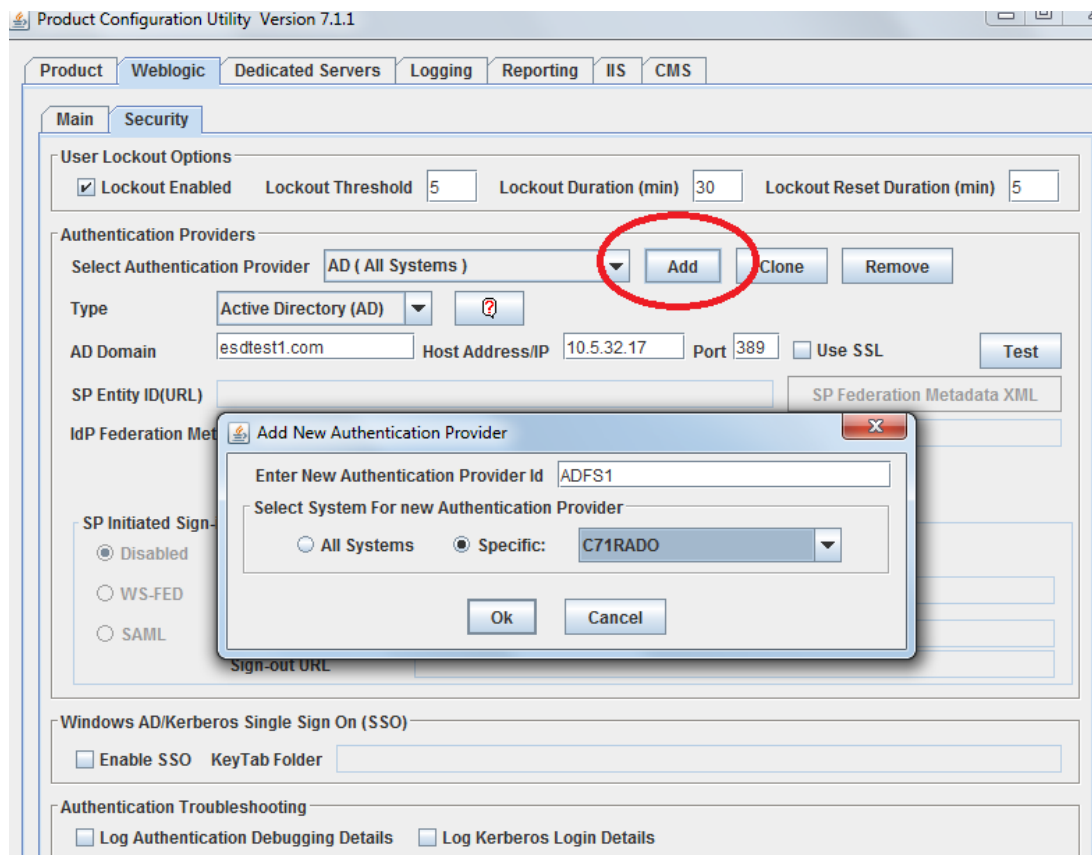 Product Configuration Utility Version 7.1.1
Product Weblogic Dedicated Servers Logging Reporting IIS CMS
Main Security
User Lockout Options
Lockout Enabled Lockout Threshold 5 Lockout Duration (min) 30 Lockout Reset Duration (min) 5
Authentication Providers
Select Authentication Provider AD ( All Systems ) Add Clone Remove
Type Active Directory (AD) ?
AD Domain esdtest1.com Host Address/IP 10.5.32.17 Port 389 Use SSL Test
SP Entity ID(URL) SP Federation Metadata XML
IdP Federation Met
Add New Authentication Provider
Enter New Authentication Provider Id ADFS1
Select System For new Authentication Provider
All Systems Specific: C71RADO
Ok Cancel
SP Initiated Sign-
Disabled
WS-FED
SAML
Sign-out URL
Windows AD/Kerberos Single Sign On (SSO)
Enable SSO KeyTab Folder
Authentication Troubleshooting
Log Authentication Debugging Details Log Kerberos Login Details